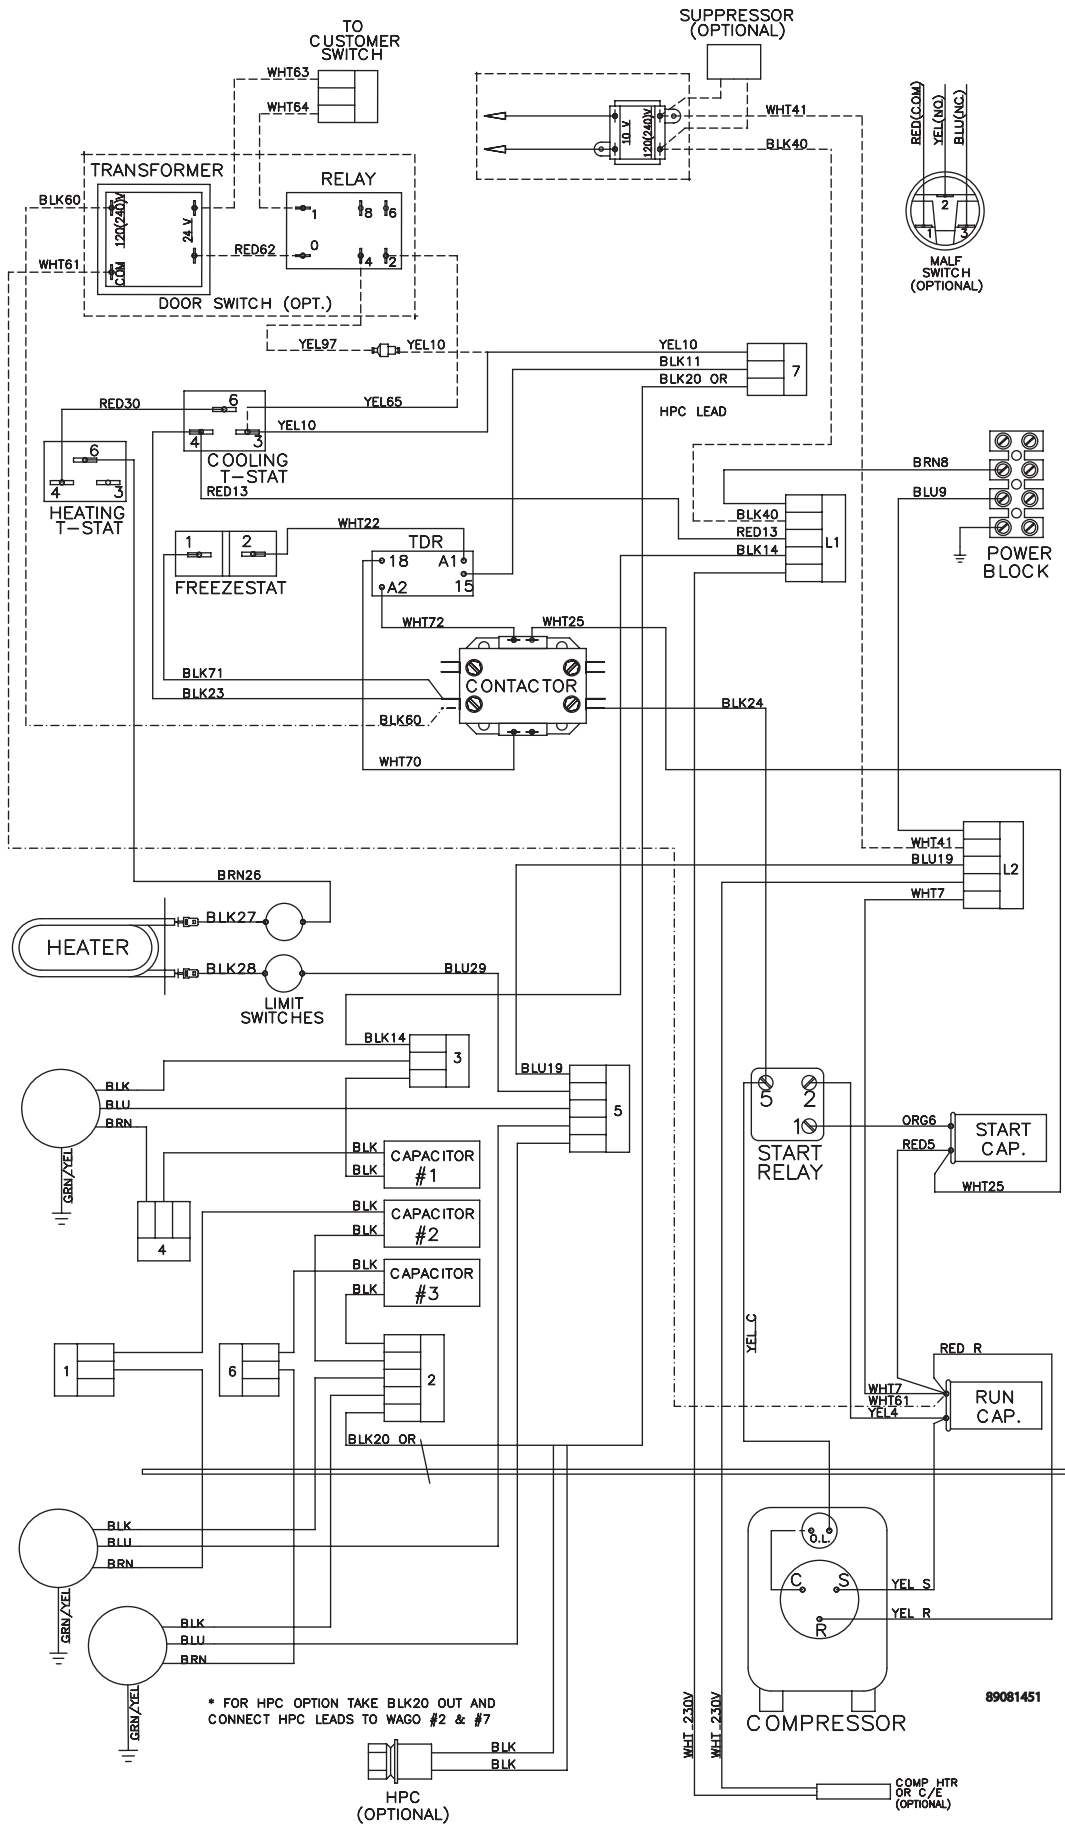 TO
CUSTOMER
SWITCH
WHT63
WHT64
SUPPRESSOR
(OPTIONAL)
10 V
120(240)V
WHT41
BLK40
RED(COM)
YEL(NO)
BLU(NC.)
2
1
3
MALF
SWITCH
(OPTIONAL)
TRANSFORMER
RELAY
BLK60
120(240)V
24 V
COM
WHT61
RED62
1
8
6
0
4
2
DOOR SWITCH (OPT.)
YEL97
YEL10
YEL10
BLK11
BLK20 OR
HPC LEAD
7
RED30
6
4
3
YEL65
YEL10
COOLING
T-STAT
RED13
6
4
3
HEATING
T-STAT
BRN8
BLU9
POWER
BLOCK
BLK40
RED13
BLK14
L1
WHT22
1
2
FREEZESTAT
TDR
18
A1
A2
15
WHT72
WHT25
CONTACTOR
BLK71
BLK23
BLK60
BLK24
WHT70
WHT41
BLU19
WHT7
L2
BRN26
HEATER
BLK27
BLK28
BLU29
LIMIT
SWITCHES
BLK14
3
BLK
BLU
BRN
GRN/YEL
BLU19
5
5
2
1
START
RELAY
ORG6
RED5
START
CAP.
WHT25
BLK
BLK
CAPACITOR
#1
BLK
BLK
CAPACITOR
#2
BLK
BLK
CAPACITOR
#3
4
1
6
2
YEL C
RED R
WHT7
WHT61
YEL4
RUN
CAP.
BLK20 OR
BLK
BLU
BRN
GRN/YEL
BLK
BLU
BRN
GRN/YEL
O.L.
C
S
R
YEL S
YEL R
COMPRESSOR
89081451
* FOR HPC OPTION TAKE BLK20 OUT AND
CONNECT HPC LEADS TO WAGO #2 & #7
WHT 230V
WHT 230V
BLK
BLK
HPC
(OPTIONAL)
COMP HTR
OR C/E
(OPTIONAL)